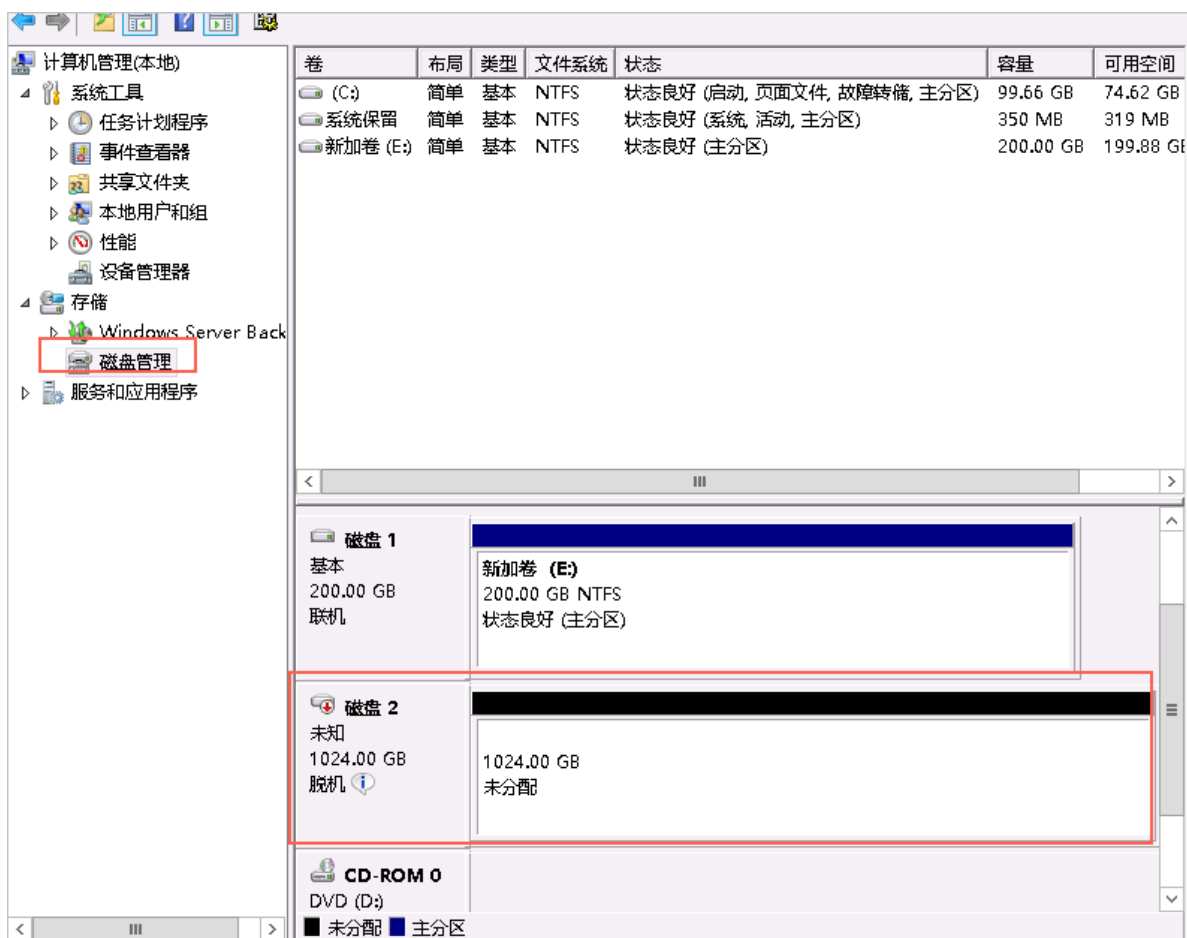 计算机管理(本地)
系统工具
任务计划程序
事件查看器
共享文件夹
本地用户和组
性能
设备管理器
存储
Windows Server Back
磁盘管理
服务和应用程序
卷 布局 类型 文件系统 状态 容量 可用空间
(C:) 简单 基本 NTFS 状态良好 (启动, 页面文件, 故障转储, 主分区) 99.66 GB 74.62 GB
系统保留 简单 基本 NTFS 状态良好 (系统, 活动, 主分区) 350 MB 319 MB
新加卷 (E:) 简单 基本 NTFS 状态良好 (主分区) 200.00 GB 199.88 GB
磁盘 1
基本
200.00 GB
联机
新加卷 (E:)
200.00 GB NTFS
状态良好 (主分区)
磁盘 2
未知
1024.00 GB
脱机
1024.00 GB
未分配
CD-ROM 0
DVD (D:)
未分配 主分区